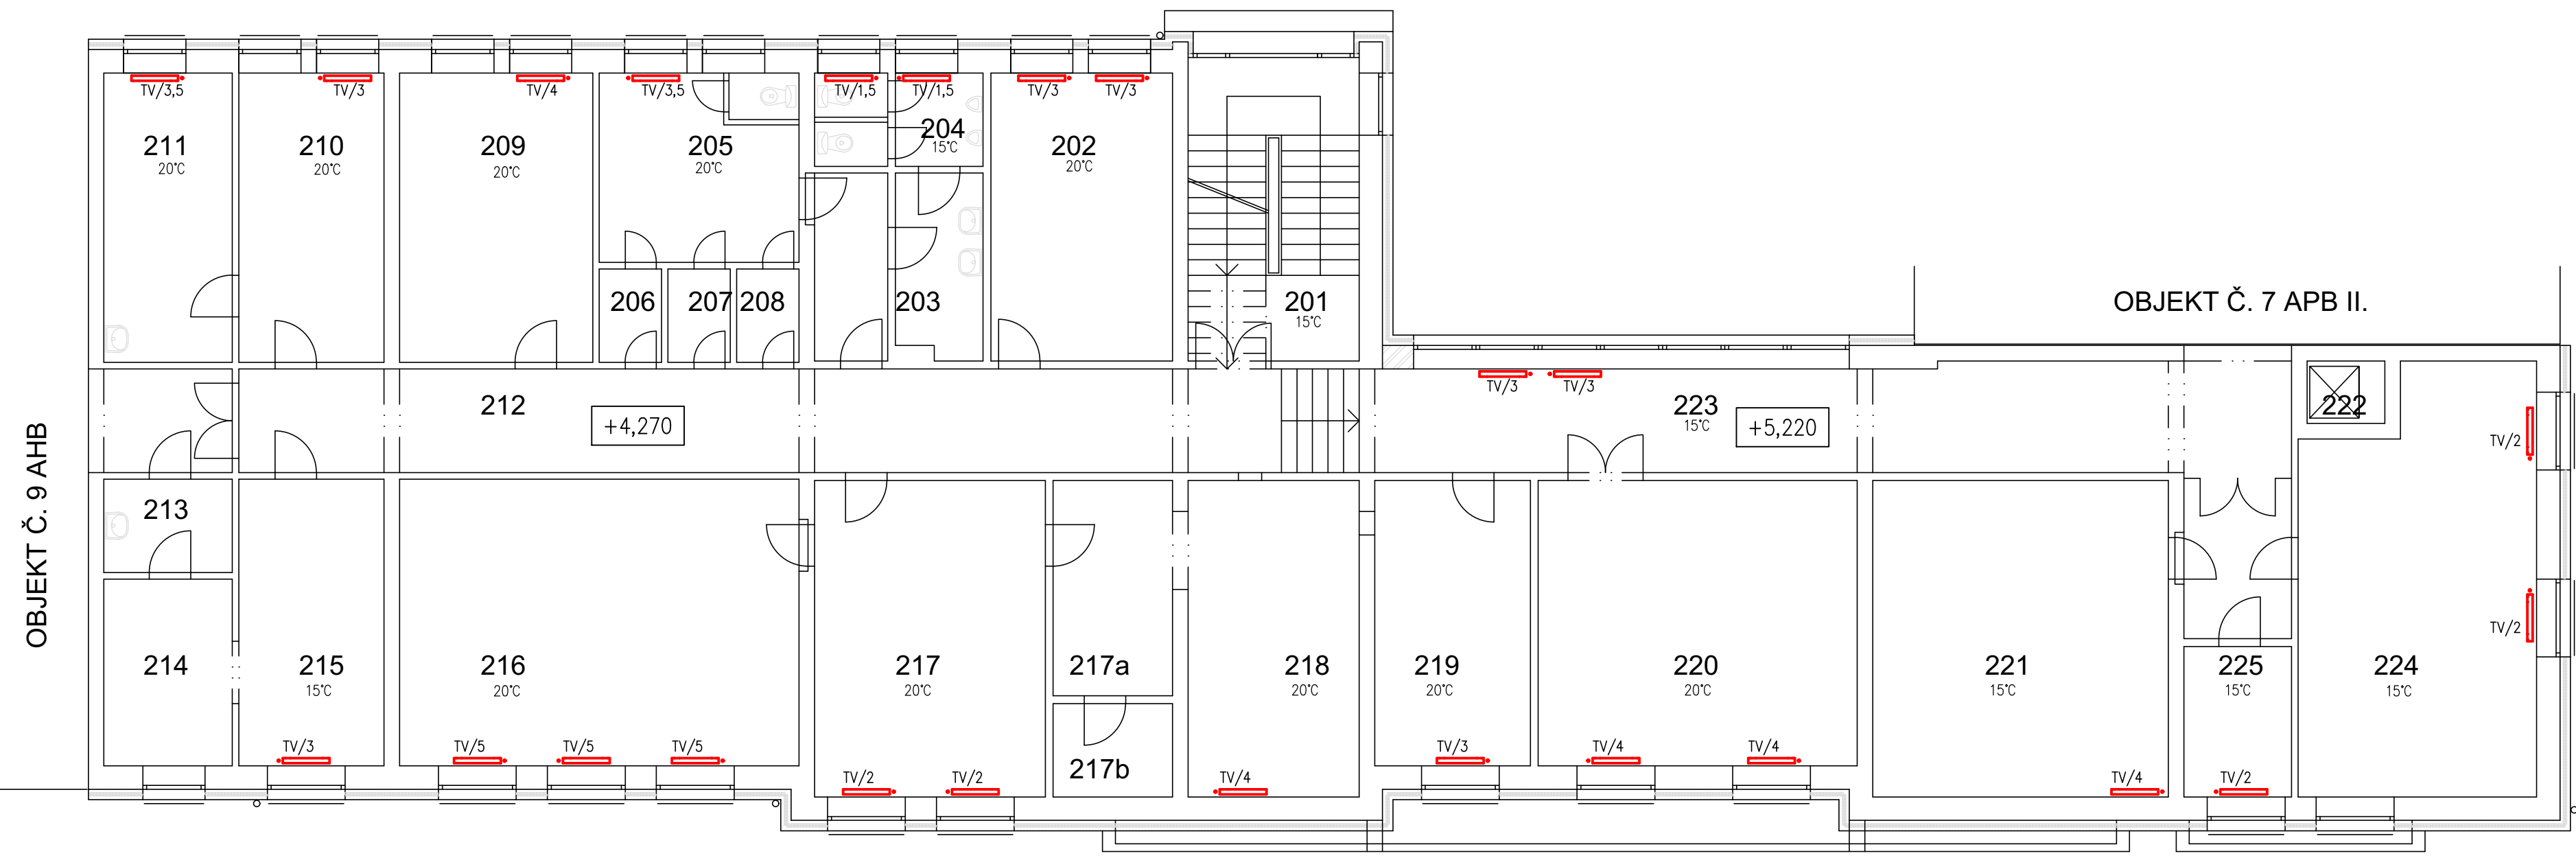 TV/3,5
TV/3
TV/4
TV/3,5
TV/1,5
TV/1,5
TV/3
TV/3
211
20°C
210
20°C
209
20°C
205
20°C
204
15°C
202
20°C
206
207
208
203
201
15°C
OBJEKT Č. 7 APB II.
OBJEKT Č. 9 AHB
212
+4,270
TV/3
TV/3
223
15°C
+5,220
222
TV/2
213
TV/2
214
215
15°C
216
20°C
217
20°C
217a
218
20°C
219
20°C
220
20°C
221
15°C
225
15°C
224
15°C
TV/3
TV/5
TV/5
TV/5
TV/2
TV/2
217b
TV/4
TV/3
TV/4
TV/4
TV/4
TV/2